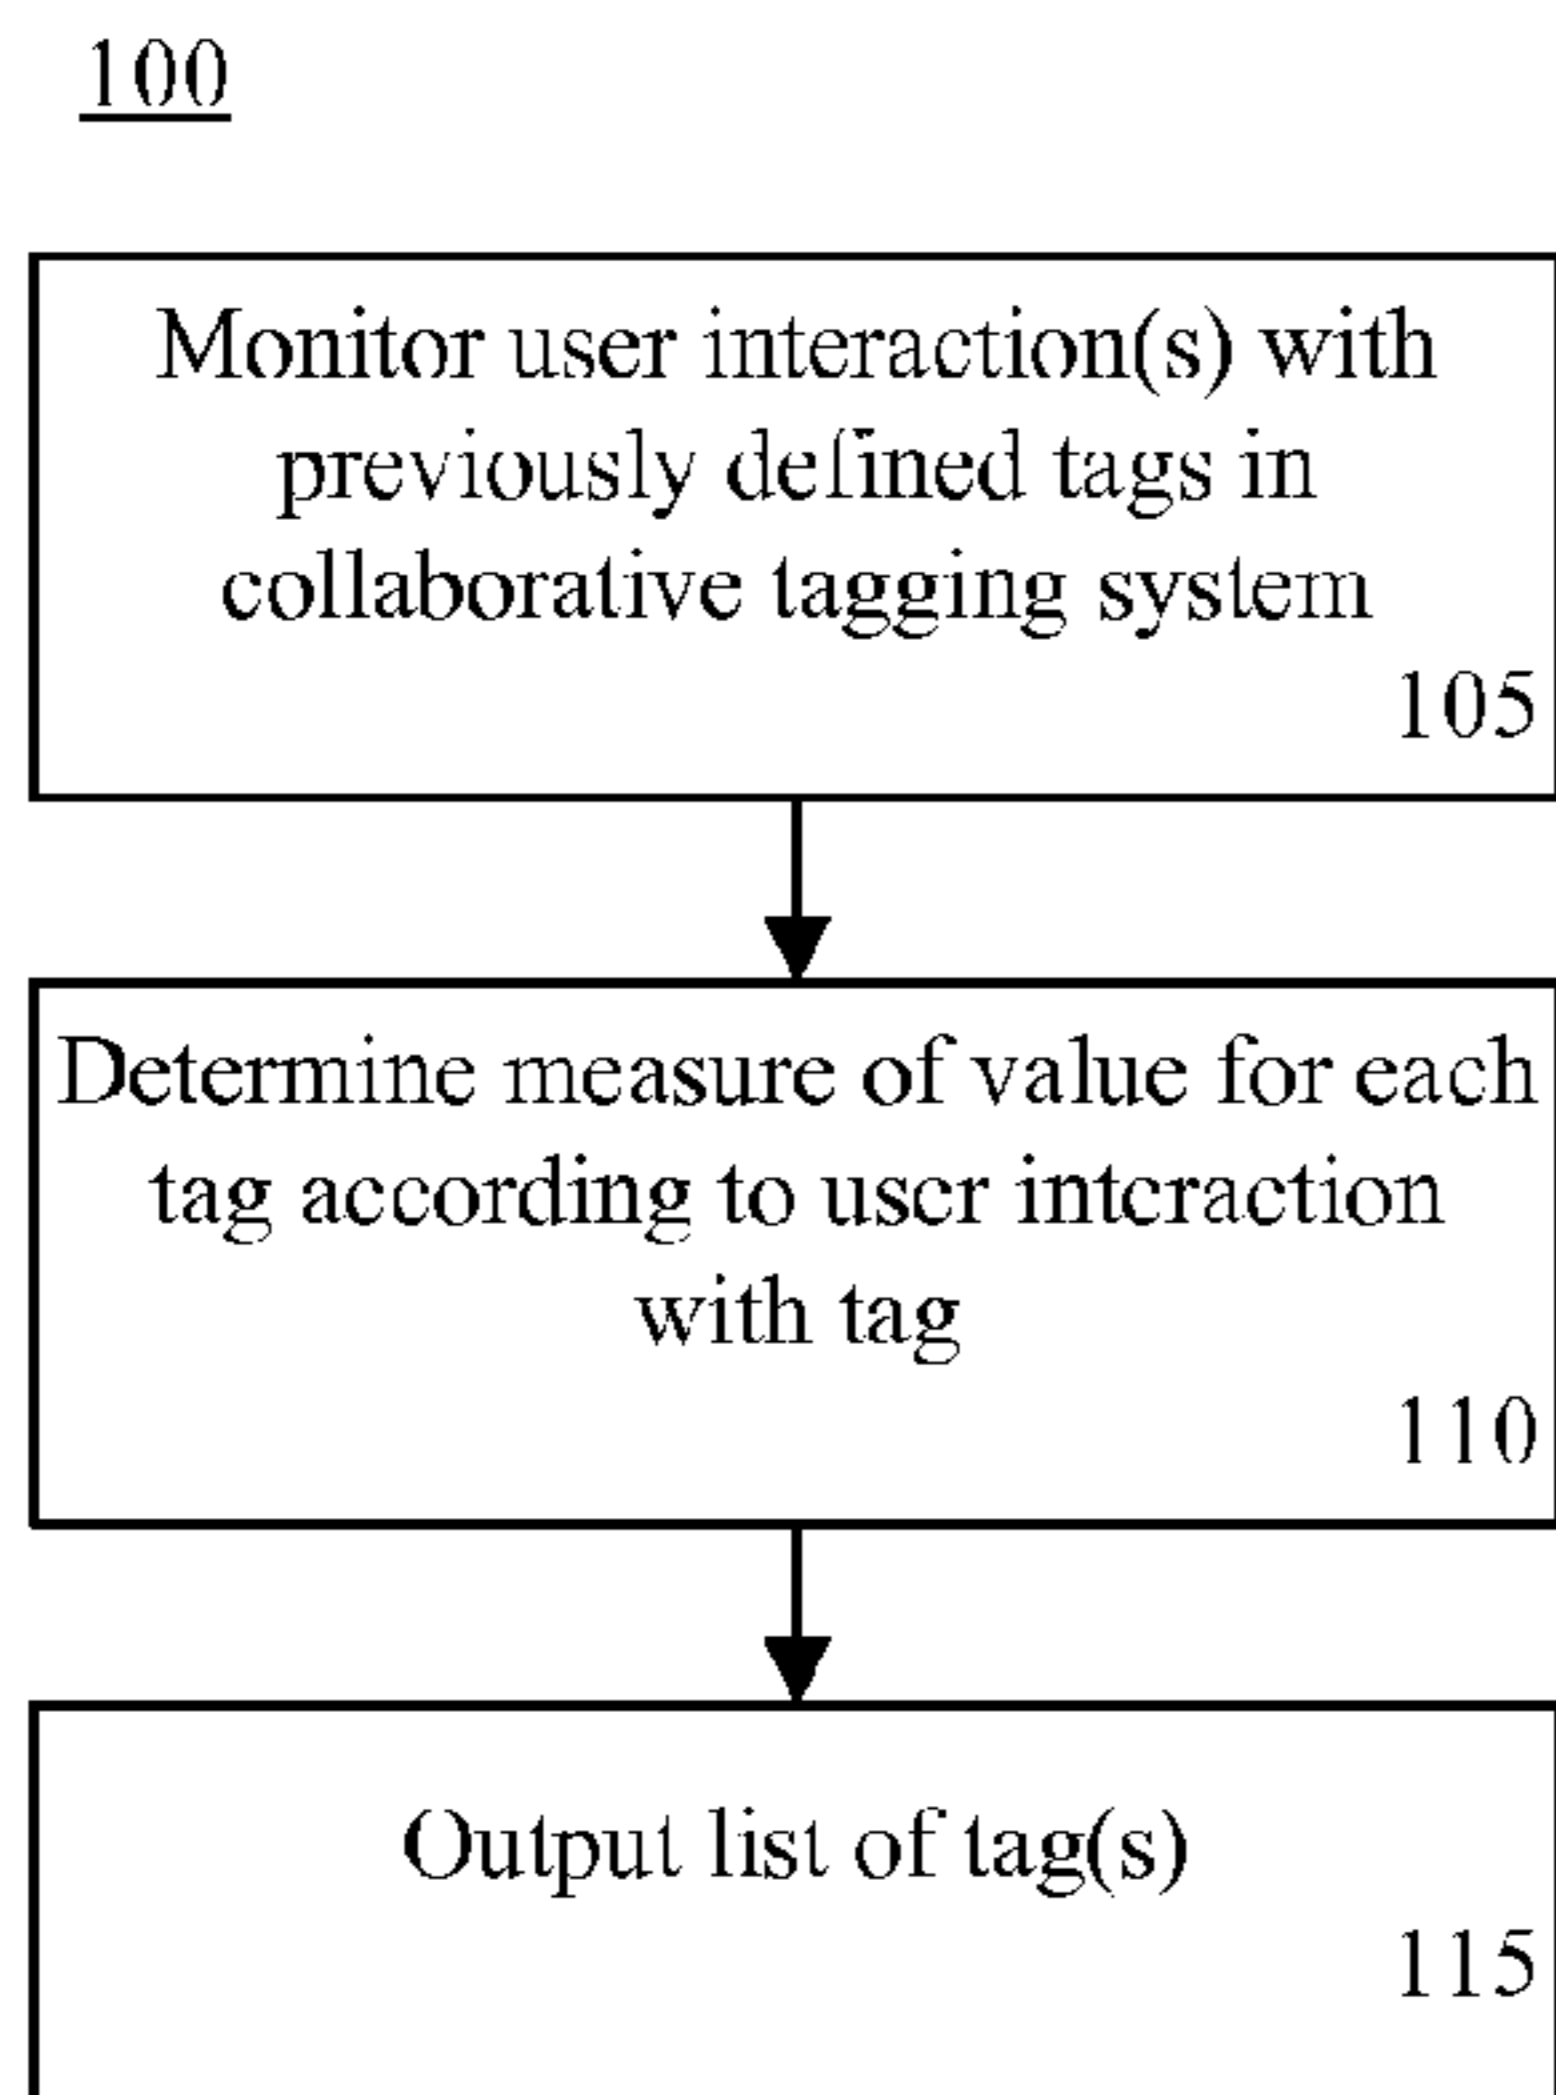 100
Monitor user interaction(s) with
previously defined tags in
collaborative tagging system
105
Determine measure of value for each
tag according to user interaction
with tag
110
Output list of tag(s)
115